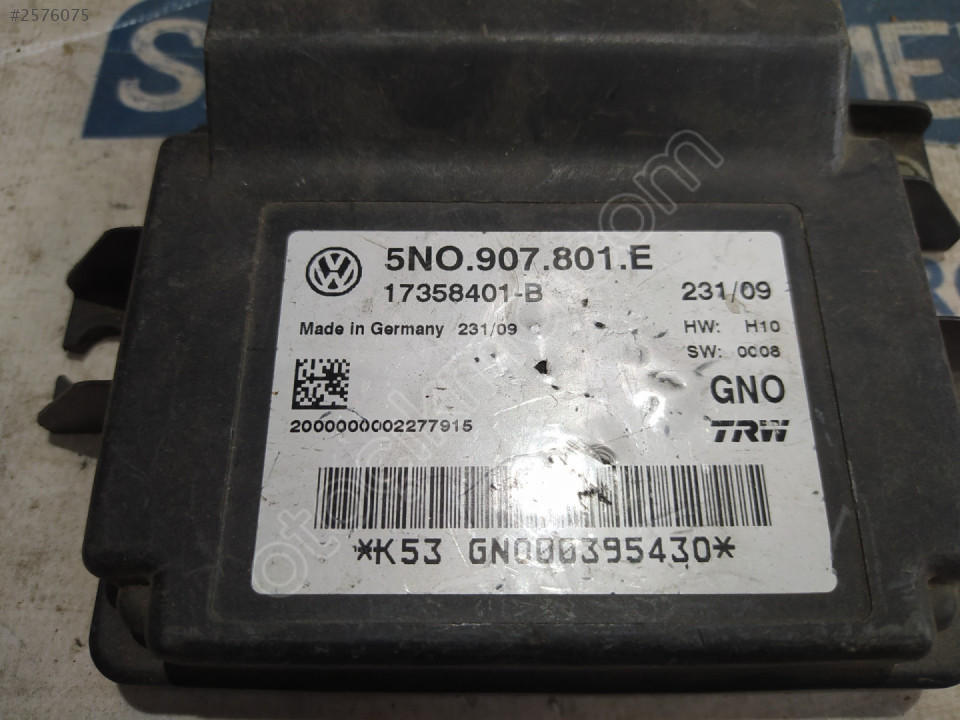 #2576075
5N0.907.801.E
17358401-B
231/09
Made in Germany 231/09
HW: H10
SW: 0008
GNO
2000000002277915
TRW
*K53 GN000395430*